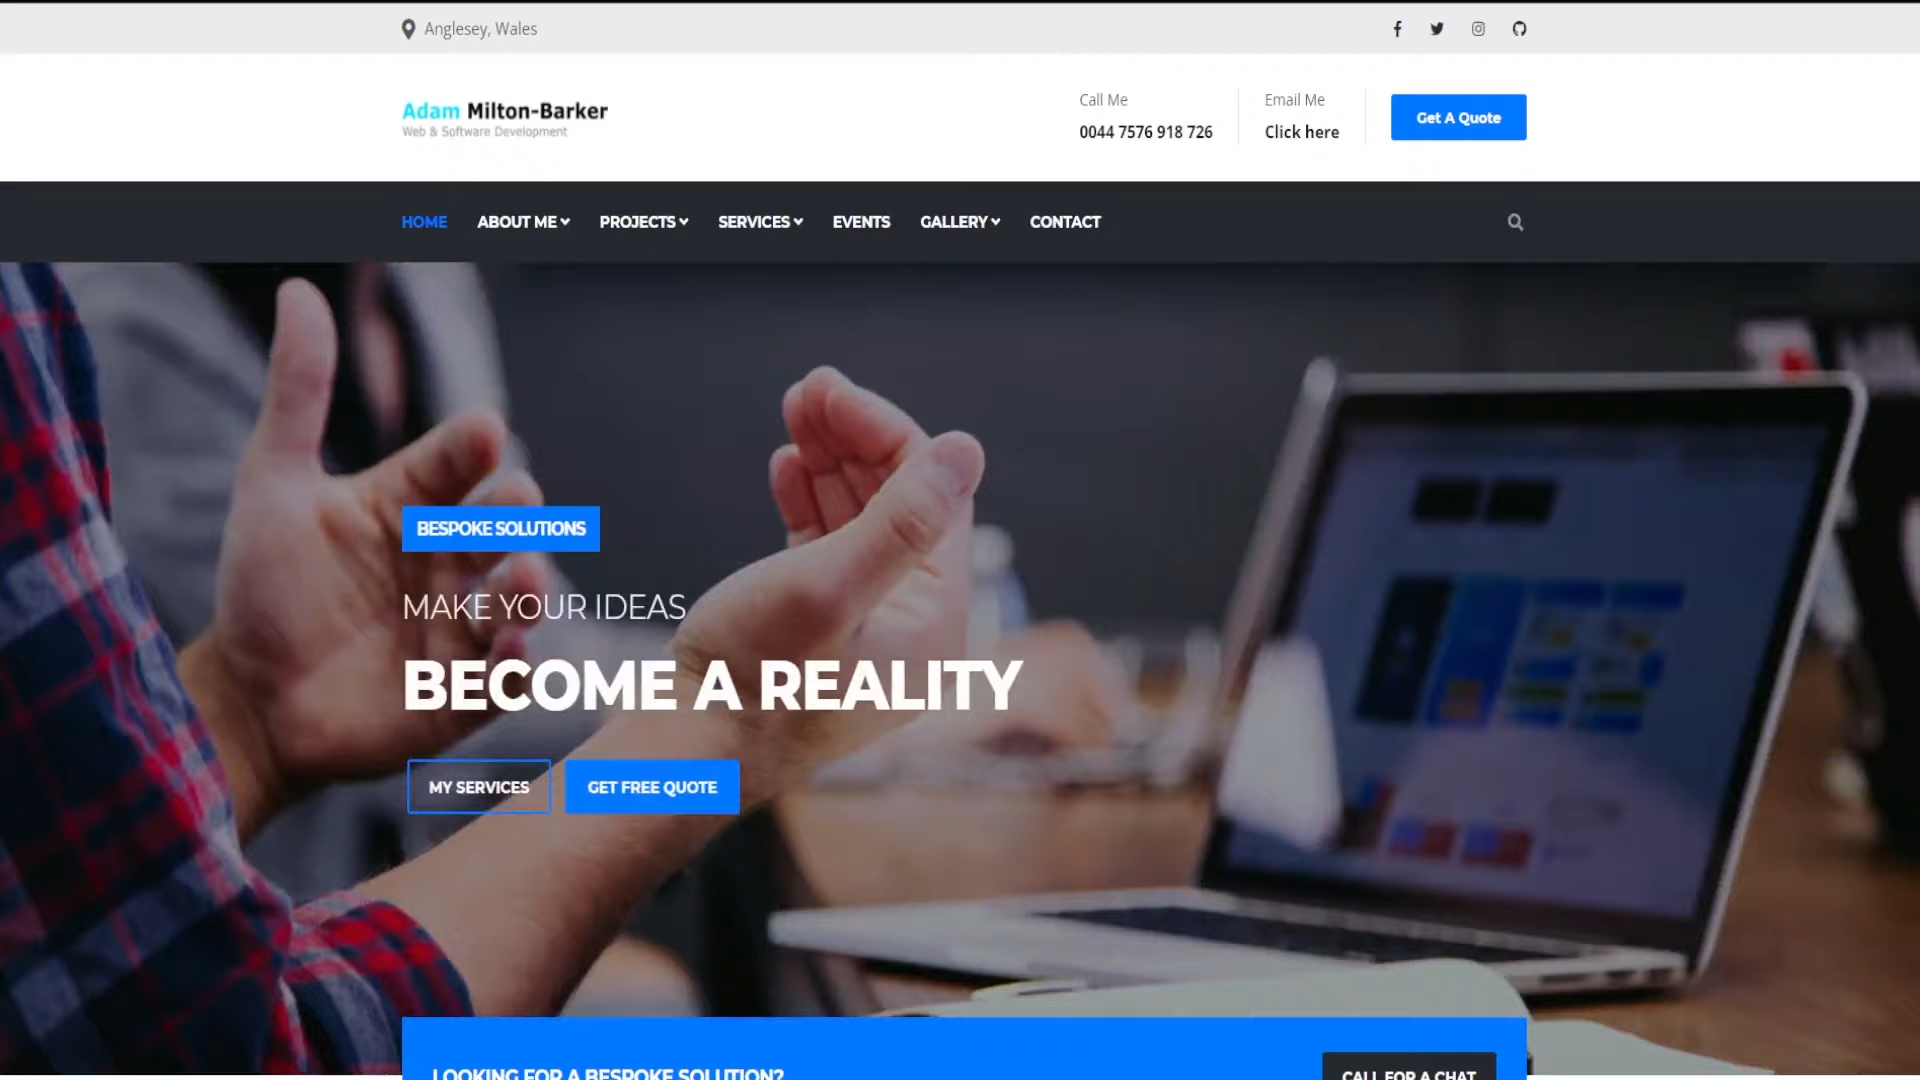 Anglesey, Wales
Adam Milton-Barker
Web & Software Development
Call Me
0044 7576 918 726
Email Me
Click here
Get A Quote
HOME
ABOUT ME
PROJECTS
SERVICES
EVENTS
GALLERY
CONTACT
BESPOKE SOLUTIONS
MAKE YOUR IDEAS
BECOME A REALITY
MY SERVICES
GET FREE QUOTE
LOOKING FOR A BESPOKE SOLUTION?
CALL FOR A CHAT